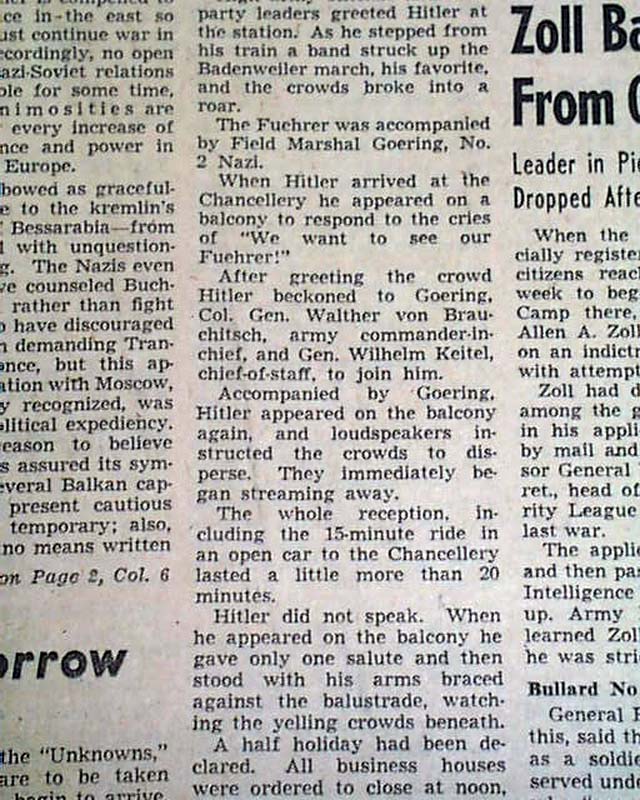 ce in the east so
ust continue war in
ccordingly, no open
azi-Soviet relations
ble for some time,
nimosities are
every increase of
nce and power in
Europe.
bowed as graceful-
e to the kremlin's
Bessarabia—from
with unquestion-
g. The Nazis even
ve counseled Buch-
rather than fight
have discouraged
demanding Tran-
ance, but this ap-
ation with Moscow,
y recognized, was
olitical expediency.
eason to believe
s assured its sym-
everal Balkan cap-
present cautious
temporary; also,
no means written
on Page 2, Col. 6
orrow
the "Unknowns,"
are to be taken
begin to arrive.
party leaders greeted Hitler at
the station. As he stepped from
his train a band struck up the
Badenweiler march, his favorite,
and the crowds broke into a
roar.
The Fuehrer was accompanied
by Field Marshal Goering, No.
2 Nazi.
When Hitler arrived at the
Chancellery he appeared on a
balcony to respond to the cries
of "We want to see our
Fuehrer!"
After greeting the crowd
Hitler beckoned to Goering,
Col. Gen. Walther von Brau-
chitsch, army commander-in-
chief, and Gen. Wilhelm Keitel,
chief-of-staff, to join him.
Accompanied by Goering,
Hitler appeared on the balcony
again, and loudspeakers in-
structed the crowds to dis-
perse. They immediately be-
gan streaming away.
The whole reception, in-
cluding the 15-minute ride in
an open car to the Chancellery
lasted a little more than 20
minutes.
Hitler did not speak. When
he appeared on the balcony he
gave only one salute and then
stood with his arms braced
against the balustrade, watch-
ing the yelling crowds beneath.
A half holiday had been de-
clared. All business houses
were ordered to close at noon,
Zoll Ba
From
Leader in Pi
Dropped Afte
When the
cially register
citizens reach
week to beg
Camp there,
Allen A. Zoll
on an indict
with attempt
Zoll had d
among the g
in his appli
by mail and
sor General
ret., head of
rity League
last war.
The applic
and then pas
Intelligence
up. Army
learned Zol
he was stri
Bullard No
General
this, said th
as a soldie
served unde